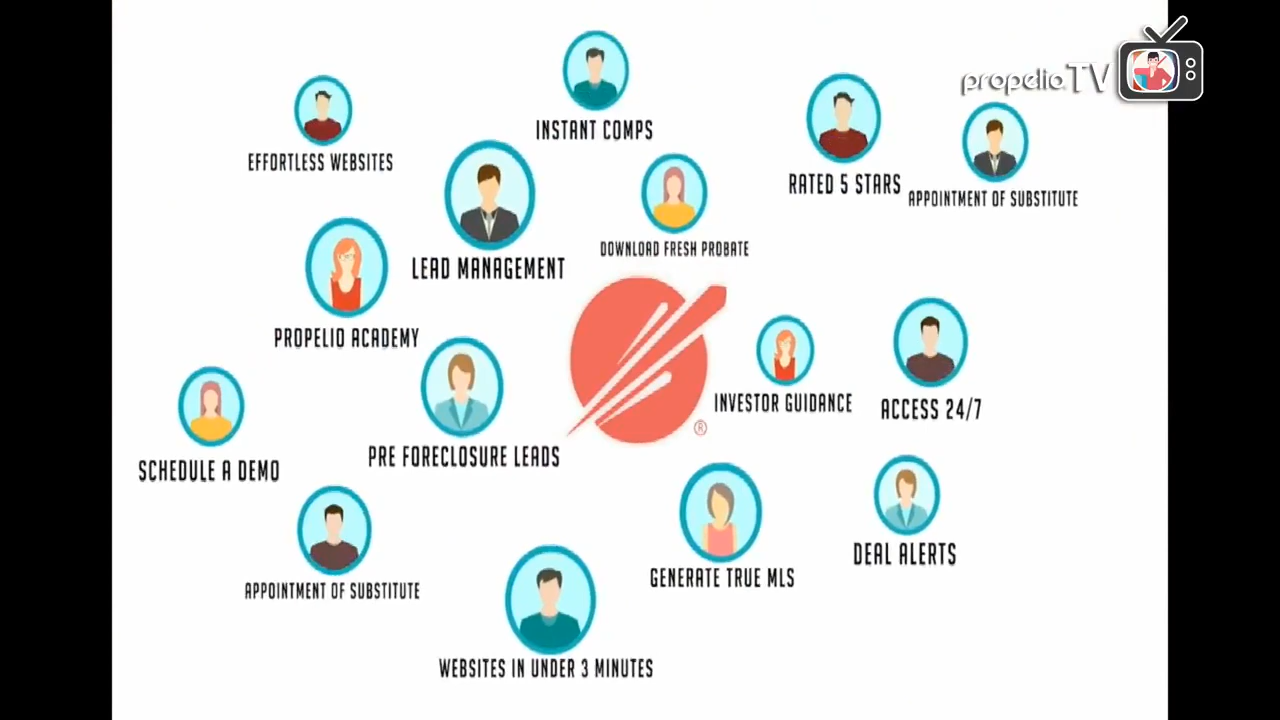 propelio.TV
INSTANT COMPS
EFFORTLESS WEBSITES
RATED 5 STARS
APPOINTMENT OF SUBSTITUTE
DOWNLOAD FRESH PROBATE
LEAD MANAGEMENT
PROPELIO ACADEMY
INVESTOR GUIDANCE
ACCESS 24/7
®
PRE FORECLOSURE LEADS
SCHEDULE A DEMO
DEAL ALERTS
GENERATE TRUE MLS
APPOINTMENT OF SUBSTITUTE
WEBSITES IN UNDER 3 MINUTES